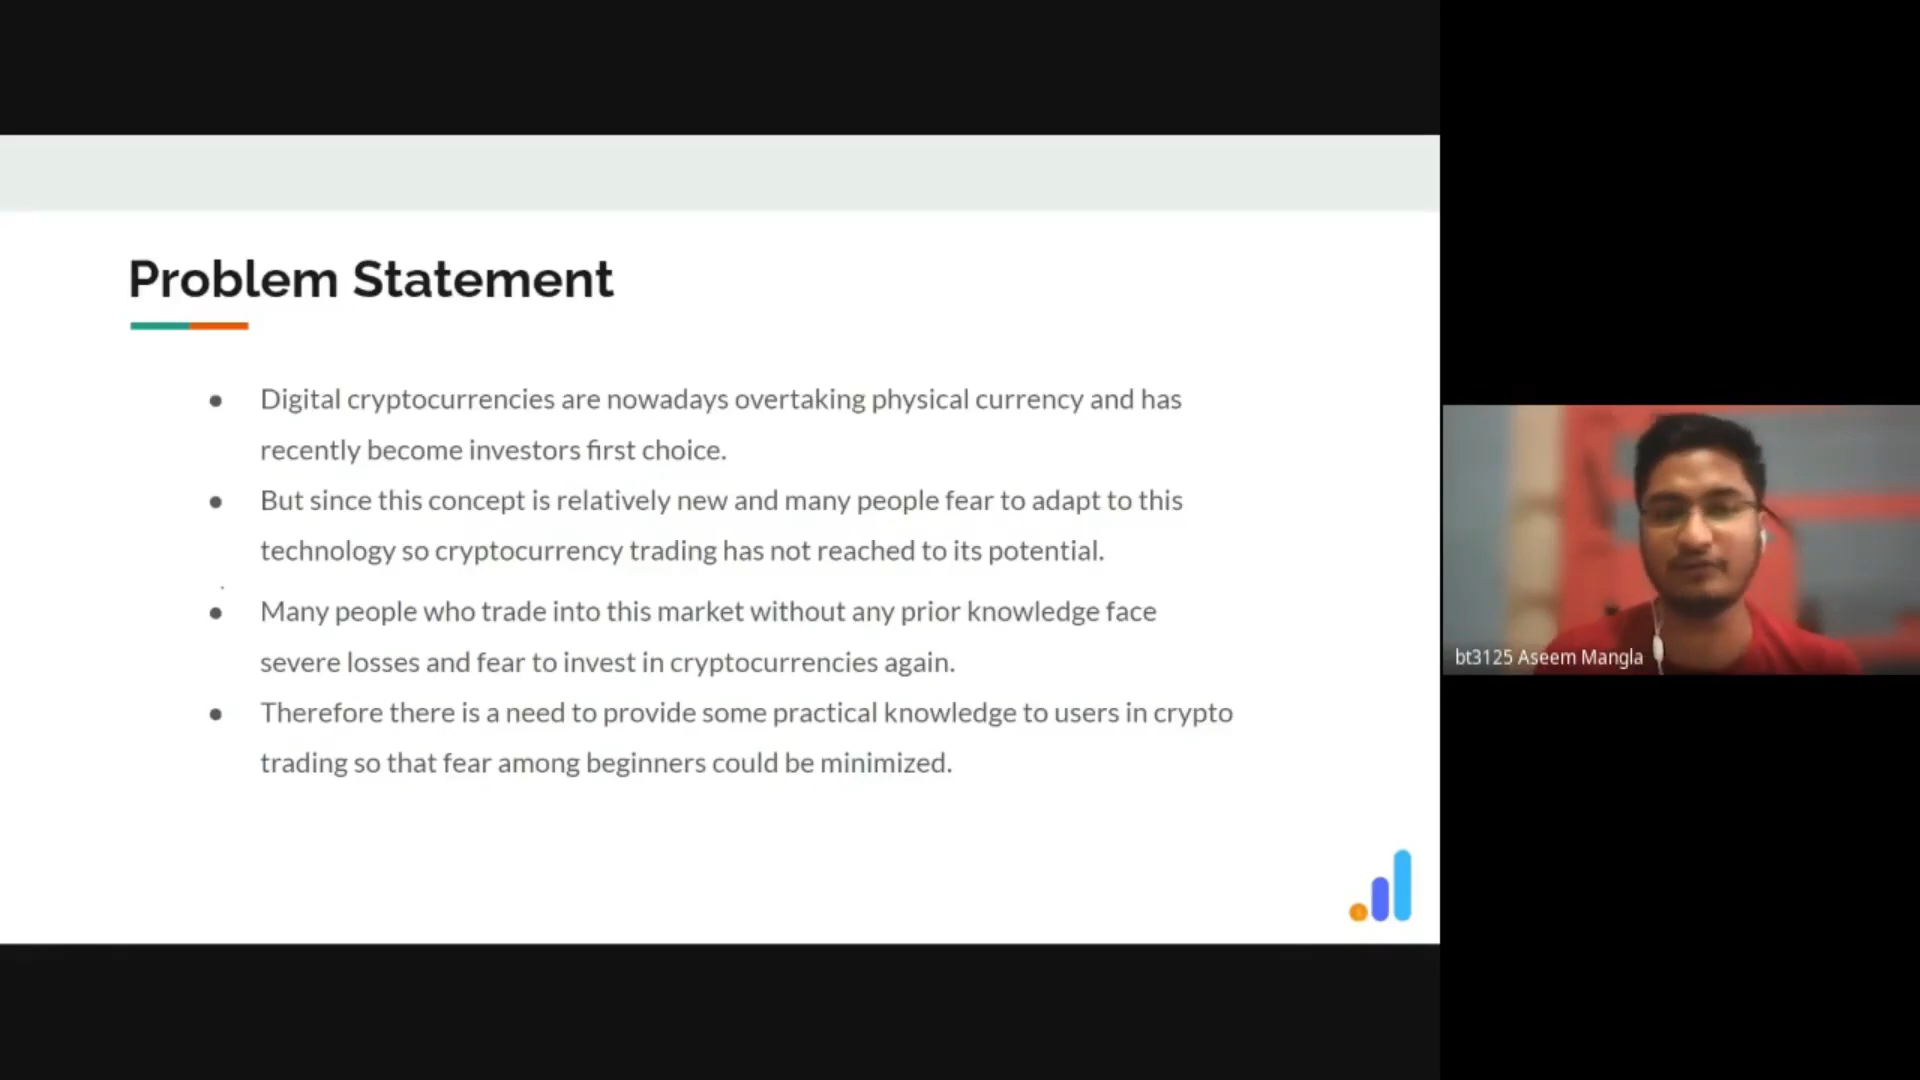 Problem Statement
● Digital cryptocurrencies are nowadays overtaking physical currency and has
recently become investors first choice.
● But since this concept is relatively new and many people fear to adapt to this
technology so cryptocurrency trading has not reached to its potential.
● Many people who trade into this market without any prior knowledge face
severe losses and fear to invest in cryptocurrencies again.
● Therefore there is a need to provide some practical knowledge to users in crypto
trading so that fear among beginners could be minimized.
bt3125 Aseem Mangla